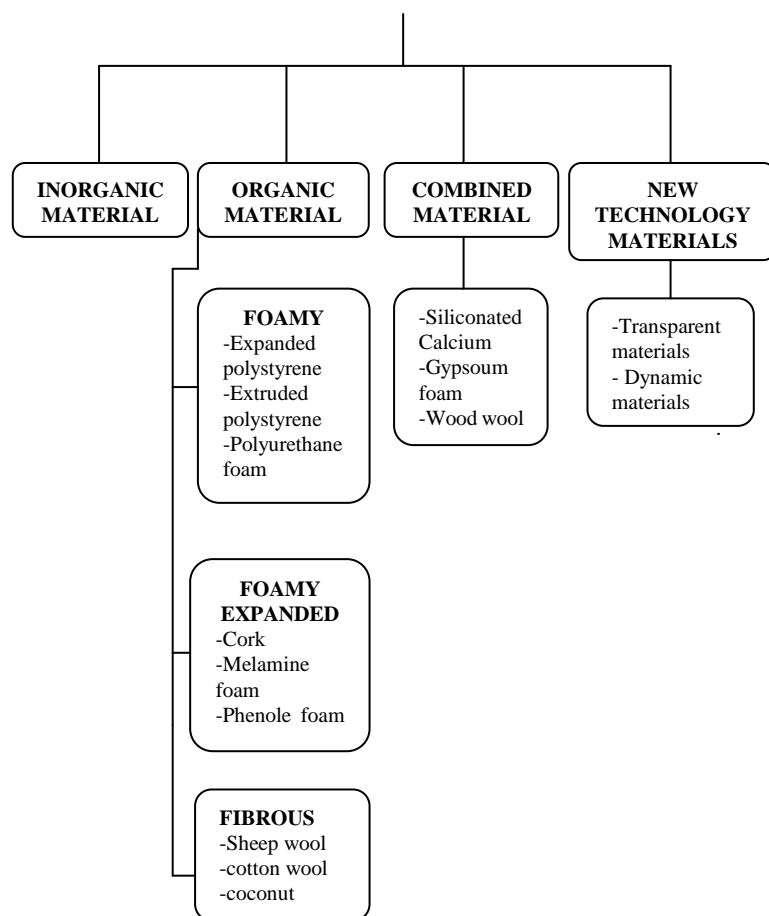 INORGANIC
MATERIAL
ORGANIC
MATERIAL
COMBINED
MATERIAL
NEW
TECHNOLOGY
MATERIALS
FOAMY
-Expanded
polystyrene
-Extruded
polystyrene
-Polyurethane
foam
-Siliconated
Calcium
-Gypsoum
foam
-Wood wool
-Transparent
materials
- Dynamic
materials
FOAMY
EXPANDED
-Cork
-Melamine
foam
-Phenole foam
FIBROUS
-Sheep wool
-cotton wool
-coconut